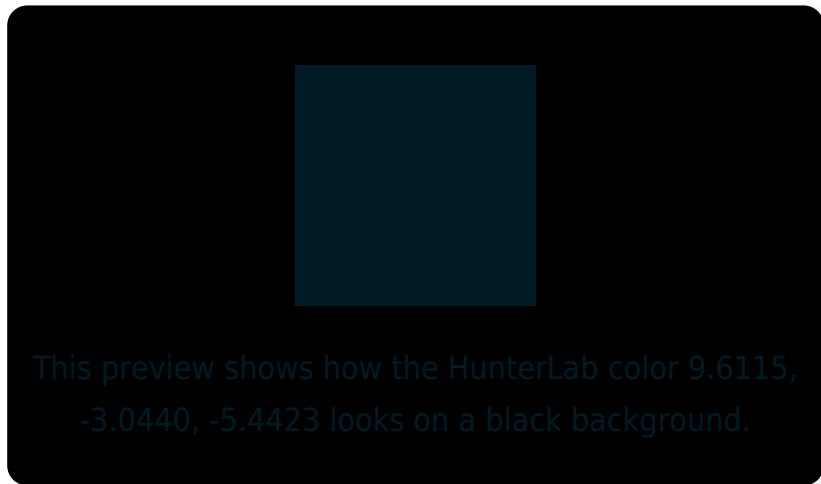 This preview shows how the HunterLab color 9.6115,
-3.0440, -5.4423 looks on a black background.